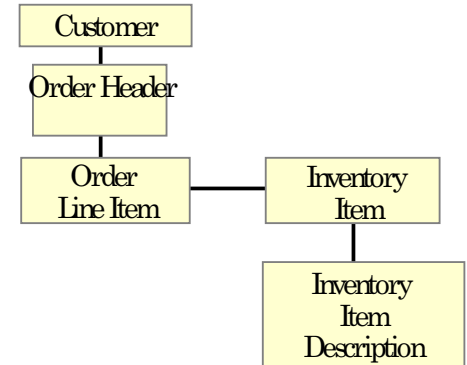 Customer
Order Header
Order
Line Item
Inventory
Item
Inventory
Item
Description